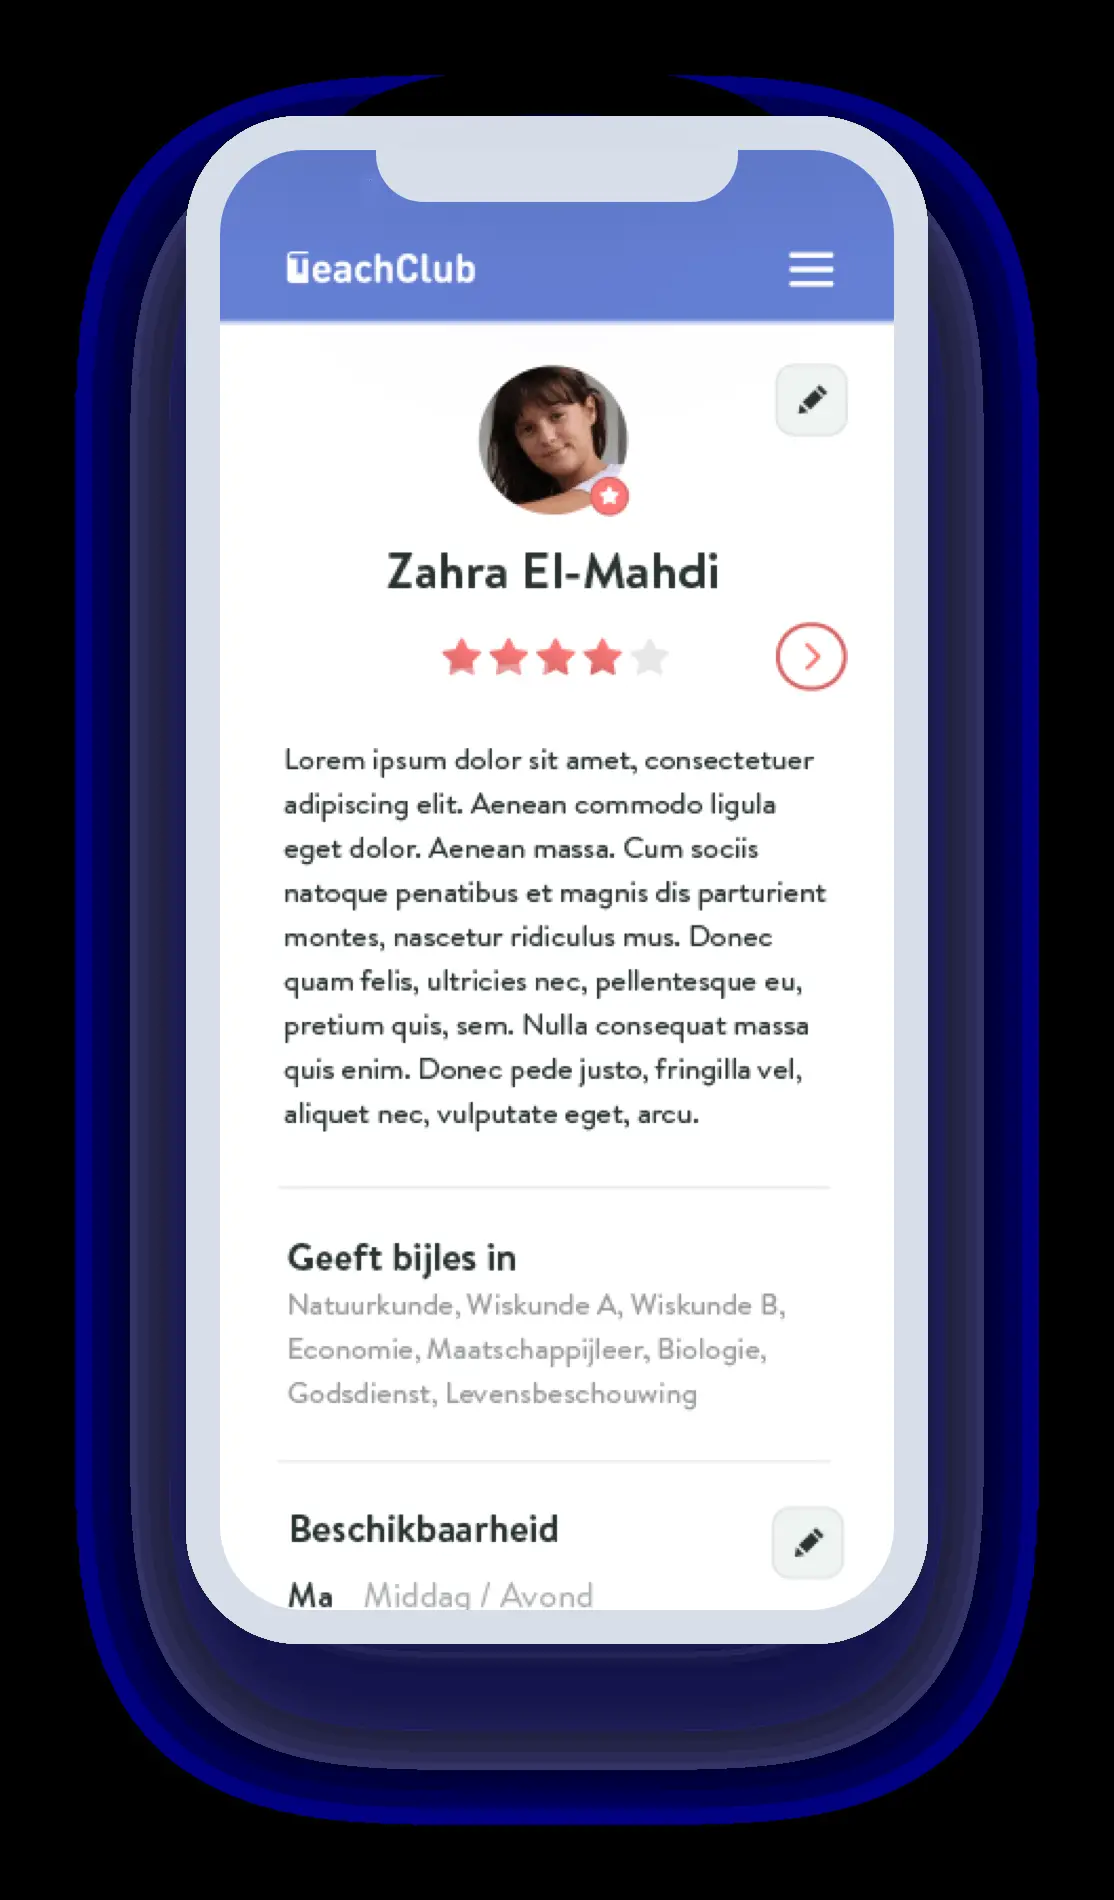 TeachClub
Zahra El-Mahdi
Lorem ipsum dolor sit amet, consectetuer
adipiscing elit. Aenean commodo ligula
eget dolor. Aenean massa. Cum sociis
natoque penatibus et magnis dis parturient
montes, nascetur ridiculus mus. Donec
quam felis, ultricies nec, pellentesque eu,
pretium quis, sem. Nulla consequat massa
quis enim. Donec pede justo, fringilla vel,
aliquet nec, vulputate eget, arcu.
Geeft bijles in
Natuurkunde, Wiskunde A, Wiskunde B,
Economie, Maatschappijleer, Biologie,
Godsdienst, Levensbeschouwing
Beschikbaarheid
Ma Middag / Avond